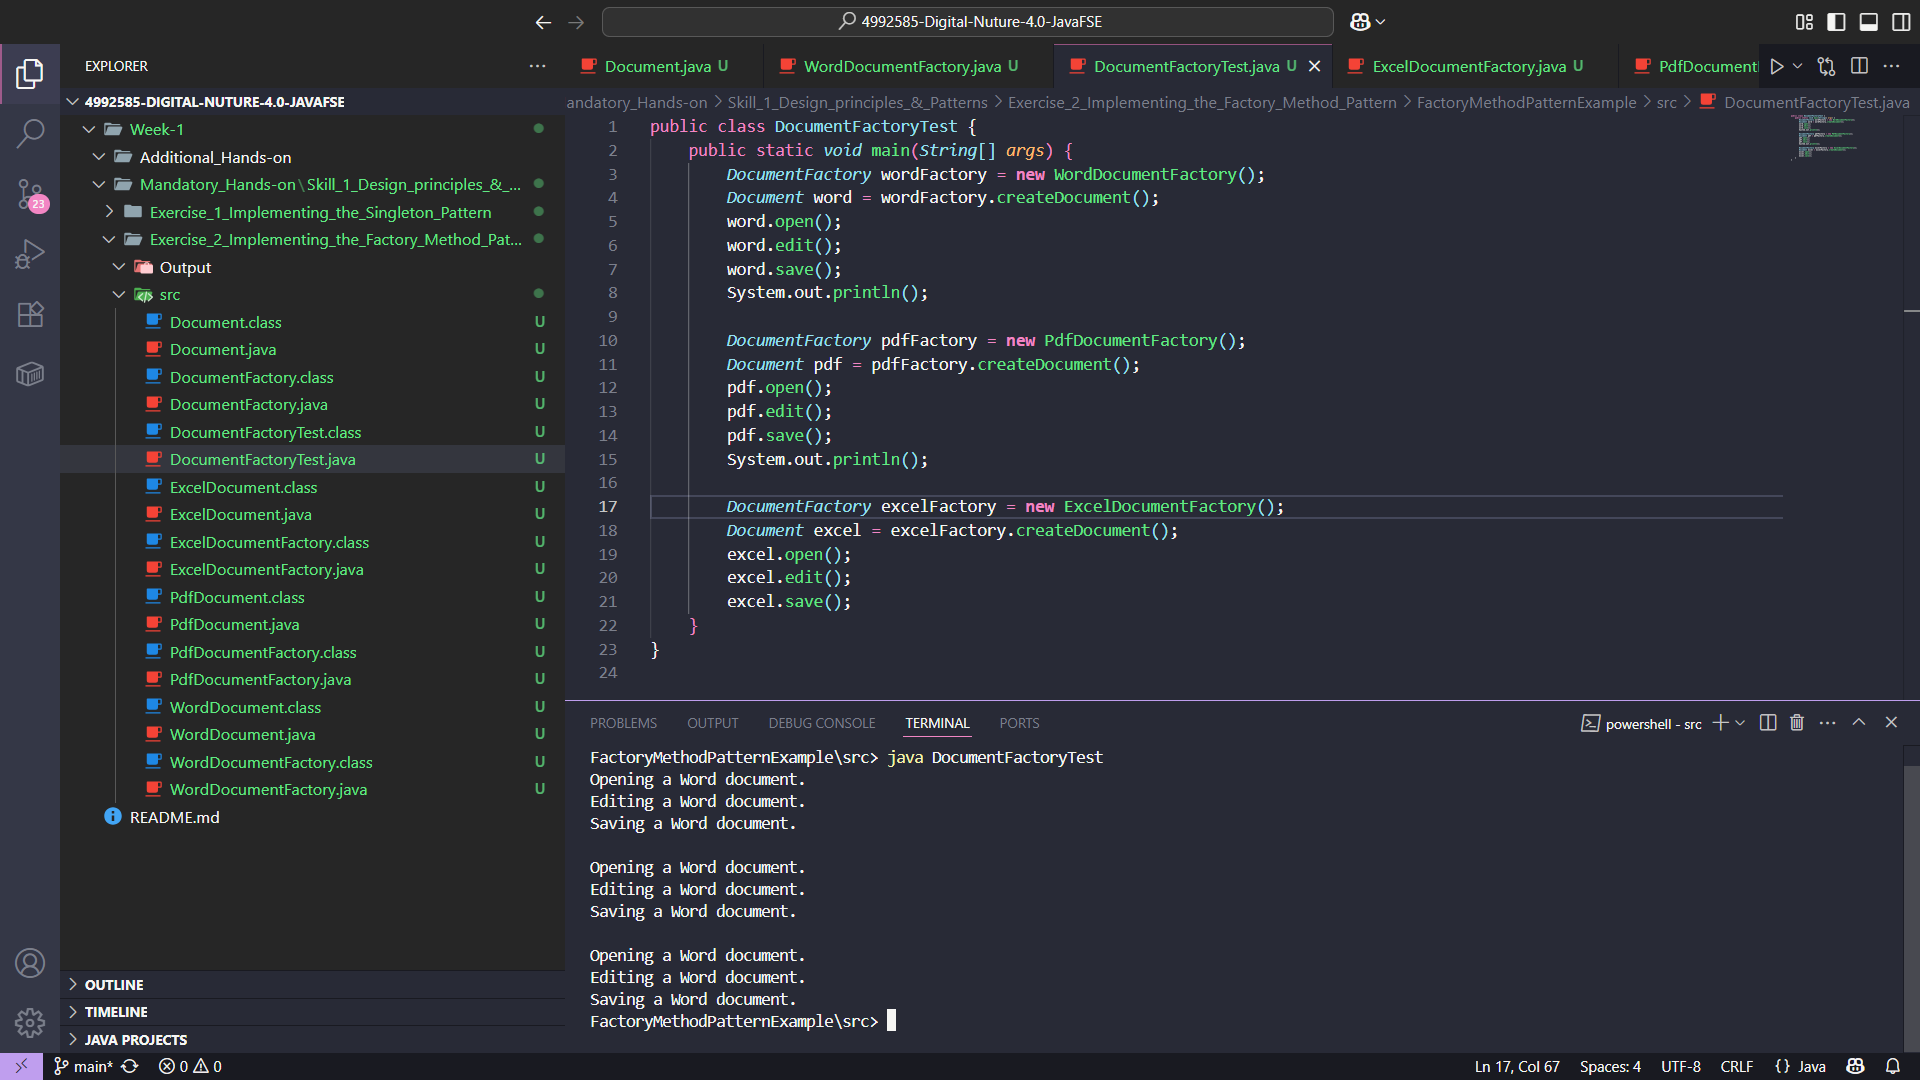 4992585-Digital-Nuture-4.0-JavaFSE
EXPLORER
Document.java U
WordDocumentFactory.java U
DocumentFactoryTest.java U
ExcelDocumentFactory.java U
PdfDocument
andatory_Hands-on > Skill_1_Design_principles_&_Patterns > Exercise_2_Implementing_the_Factory_Method_Pattern > FactoryMethodPatternExample > src > DocumentFactoryTest.java
4992585-DIGITAL-NUTURE-4.0-JAVAFSE
Week-1
Additional_Hands-on
Mandatory_Hands-on\Skill_1_Design_principles_&_...
Exercise_1_Implementing_the_Singleton_Pattern
Exercise_2_Implementing_the_Factory_Method_Pat...
Output
src
Document.class U
Document.java U
DocumentFactory.class U
DocumentFactory.java U
DocumentFactoryTest.class U
DocumentFactoryTest.java U
ExcelDocument.class U
ExcelDocument.java U
ExcelDocumentFactory.class U
ExcelDocumentFactory.java U
PdfDocument.class U
PdfDocument.java U
PdfDocumentFactory.class U
PdfDocumentFactory.java U
WordDocument.class U
WordDocument.java U
WordDocumentFactory.class U
WordDocumentFactory.java U
README.md
23
OUTLINE
TIMELINE
JAVA PROJECTS
1 public class DocumentFactoryTest {
2 public static void main(String[] args) {
3 DocumentFactory wordFactory = new WordDocumentFactory();
4 Document word = wordFactory.createDocument();
5 word.open();
6 word.edit();
7 word.save();
8 System.out.println();
9
10 DocumentFactory pdfFactory = new PdfDocumentFactory();
11 Document pdf = pdfFactory.createDocument();
12 pdf.open();
13 pdf.edit();
14 pdf.save();
15 System.out.println();
16
17 DocumentFactory excelFactory = new ExcelDocumentFactory();
18 Document excel = excelFactory.createDocument();
19 excel.open();
20 excel.edit();
21 excel.save();
22 }
23 }
24
PROBLEMS OUTPUT DEBUG CONSOLE TERMINAL PORTS
powershell - src
FactoryMethodPatternExample\src> java DocumentFactoryTest
Opening a Word document.
Editing a Word document.
Saving a Word document.
Opening a Word document.
Editing a Word document.
Saving a Word document.
Opening a Word document.
Editing a Word document.
Saving a Word document.
FactoryMethodPatternExample\src>
main* 0 0
Ln 17, Col 67 Spaces: 4 UTF-8 CRLF {} Java